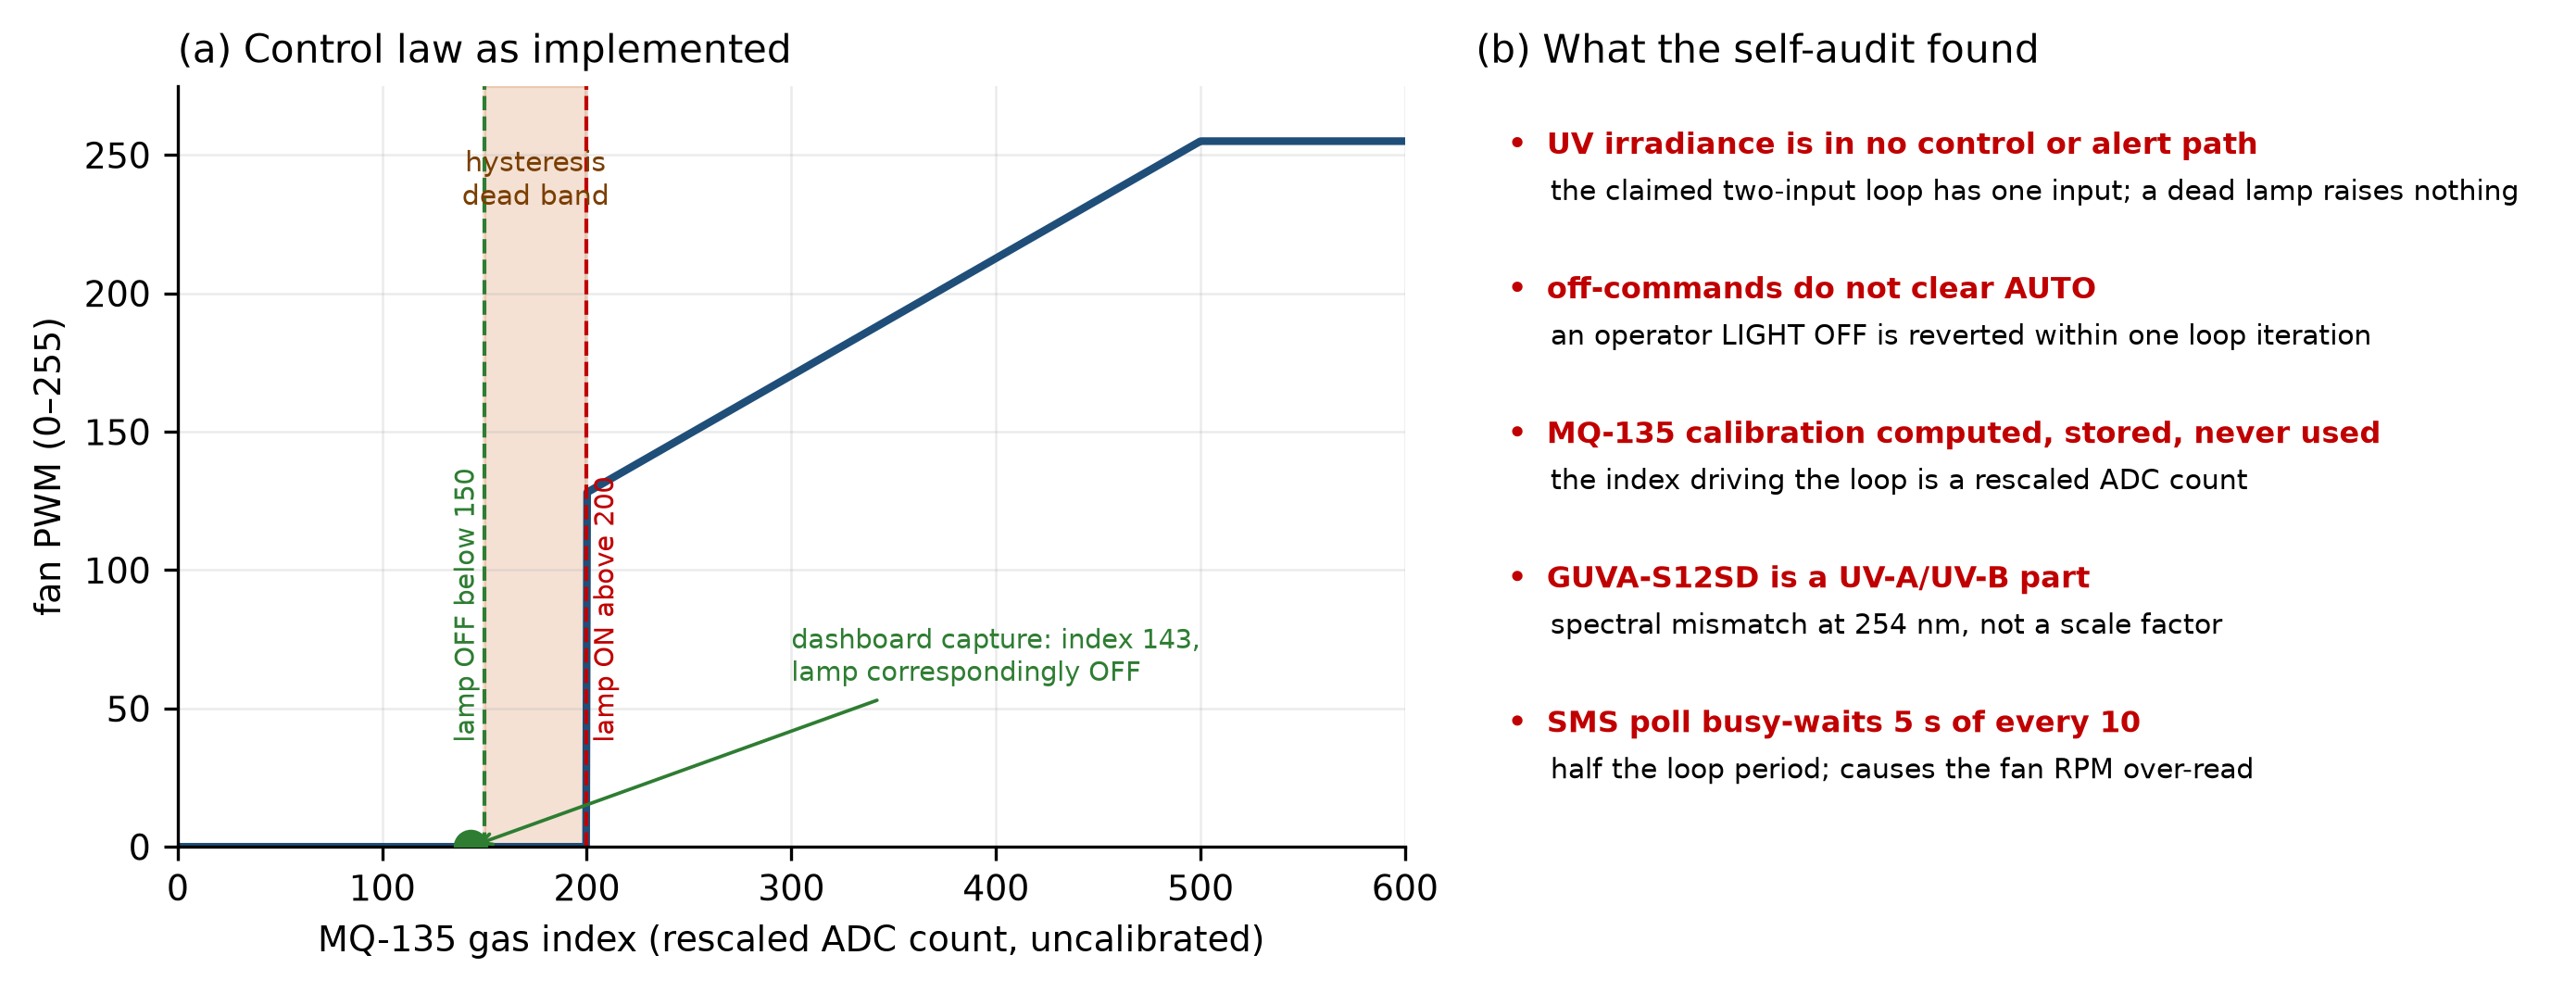 (a) Control law as implemented
fan PWM (0–255)
250
200
150
100
50
0
hysteresis
dead band
lamp OFF below 150
lamp ON above 200
dashboard capture: index 143,
lamp correspondingly OFF
0 100 200 300 400 500 600
MQ-135 gas index (rescaled ADC count, uncalibrated)
(b) What the self-audit found
• UV irradiance is in no control or alert path
the claimed two-input loop has one input; a dead lamp raises nothing
• off-commands do not clear AUTO
an operator LIGHT OFF is reverted within one loop iteration
• MQ-135 calibration computed, stored, never used
the index driving the loop is a rescaled ADC count
• GUVA-S12SD is a UV-A/UV-B part
spectral mismatch at 254 nm, not a scale factor
• SMS poll busy-waits 5 s of every 10
half the loop period; causes the fan RPM over-read